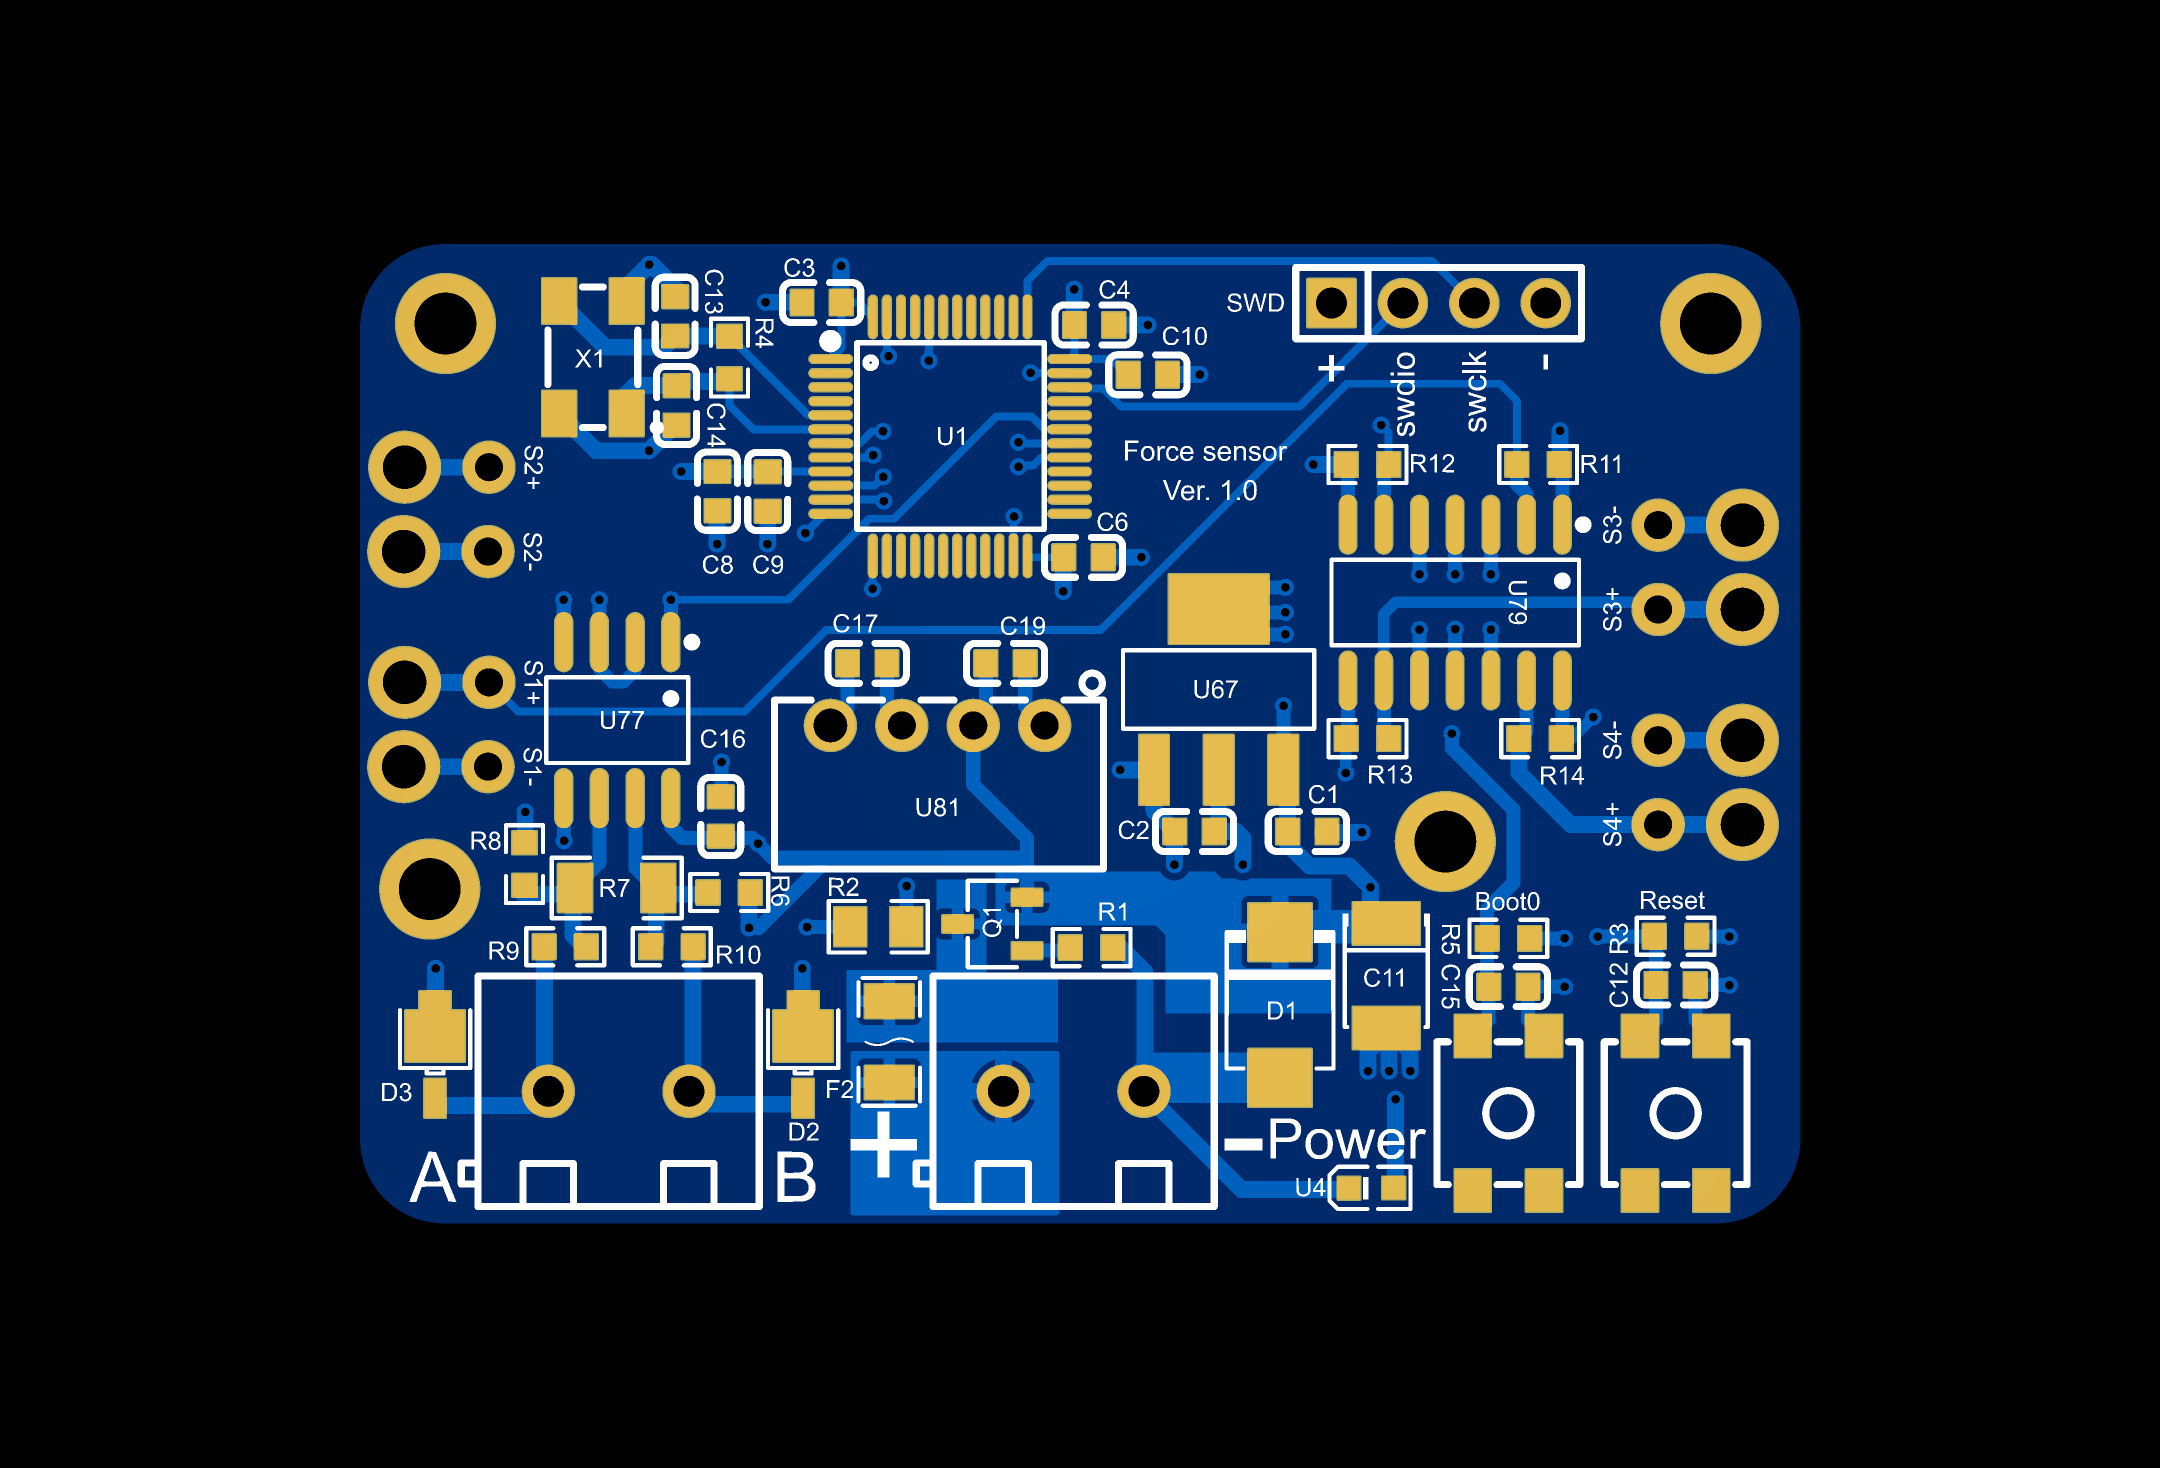 C3
C13
C4
SWD
R4
C10
X1
+
swdio
swclk
-
C14
U1
Force sensor
Ver. 1.0
R12
R11
S2+
S2-
C8
C9
C6
S3-
S3+
U79
C17
C19
S1+
U67
U77
C16
S1-
S4-
R13
R14
U81
C1
C2
S4+
R8
R7
R6
R2
Boot0
Reset
R1
Q1
R9
R10
R5
R3
C11
C15
C12
D1
D3
F2
D2
+
-Power
A
B
U4